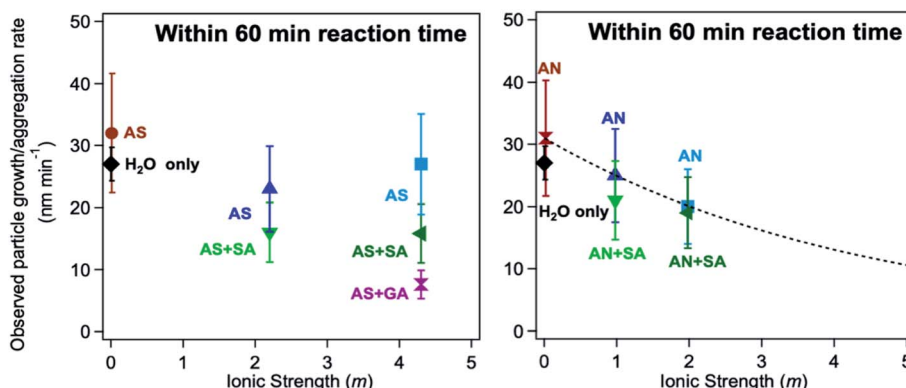 Observed particle growth/aggregation rate
(nm min⁻¹)
Within 60 min reaction time
50
40
30
20
10
0
AS
H₂O only
AS
AS+SA
AS
AS+SA
AS+GA
0
1
2
3
4
5
Ionic Strength (m)
Within 60 min reaction time
50
40
30
20
10
0
AN
H₂O only
AN
AN+SA
AN
AN+SA
0
1
2
3
4
5
Ionic Strength (m)